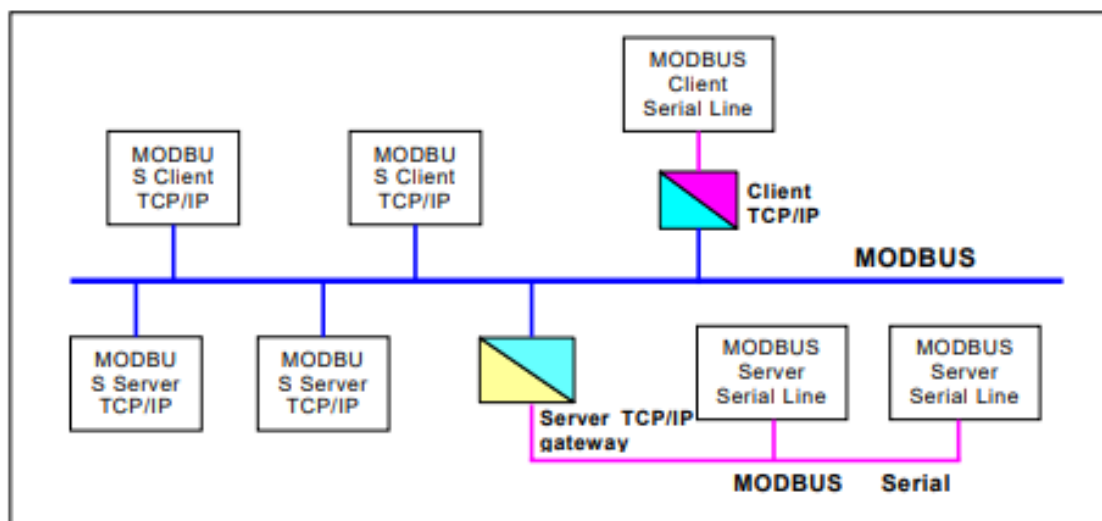 MODBUS
Client
Serial Line
MODBU
S Client
TCP/IP
MODBU
S Client
TCP/IP
Client
TCP/IP
MODBUS
MODBU
S Server
TCP/IP
MODBU
S Server
TCP/IP
Server TCP/IP
gateway
MODBUS
Server
Serial Line
MODBUS
Server
Serial Line
MODBUS Serial